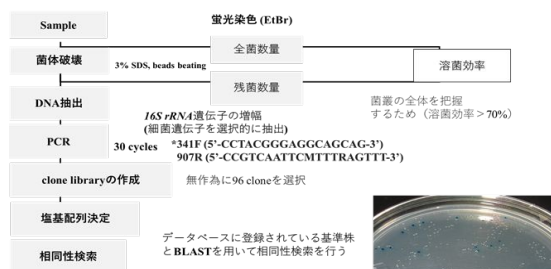 Sample
蛍光染色 (EtBr)
全菌数量
菌体破壊
3% SDS, beads beating
溶菌効率
残菌数量
DNA抽出
菌叢の全体を把握
するため（溶菌効率＞70%）
16S rRNA遺伝子の増幅
(細菌遺伝子を選択的に抽出)
PCR
30 cycles
*341F (5’-CCTACGGGAGGCAGCAG-3’)
907R (5’-CCGTCAATTCMTTTRAGTTT-3’)
clone libraryの作成
無作為に96 cloneを選択
塩基配列決定
データベースに登録されている基準株
とBLASTを用いて相同性検索を行う
相同性検索